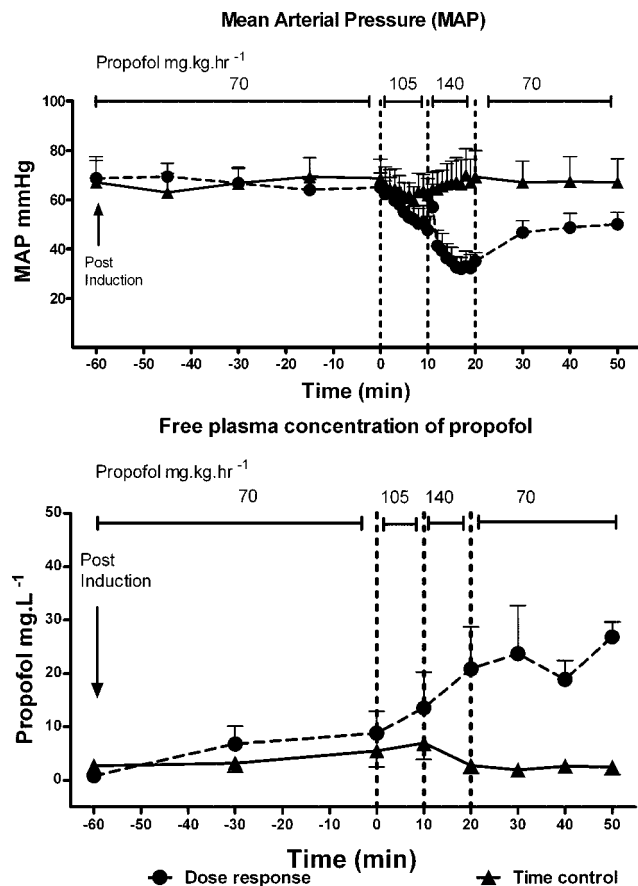 Mean Arterial Pressure (MAP)
Propofol mg.kg.hr -1
70 105 140 70
100
80
60
40
20
MAP mmHg
Post
Induction
-60 -50 -40 -30 -20 -10 0 10 20 30 40 50
Time (min)
Free plasma concentration of propofol
Propofol mg.kg.hr -1
70 105 140 70
50
40
30
20
10
0
Propofol mg.L -1
Post
Induction
-60 -50 -40 -30 -20 -10 0 10 20 30 40 50
Time (min)
Dose response Time control